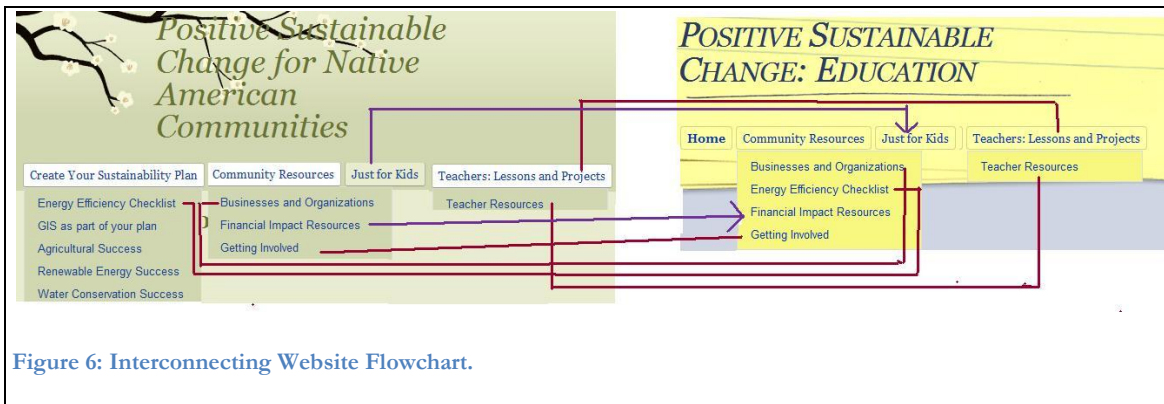 Positive Sustainable
Change for Native
American
Communities
Create Your Sustainability Plan Community Resources Just for Kids Teachers: Lessons and Projects
Energy Efficiency Checklist
GIS as part of your plan
Agricultural Success
Renewable Energy Success
Water Conservation Success
Businesses and Organizations
Financial Impact Resources
Getting Involved
Teacher Resources
POSITIVE SUSTAINABLE
CHANGE: EDUCATION
Home Community Resources Just for Kids Teachers: Lessons and Projects
Businesses and Organizations
Energy Efficiency Checklist
Financial Impact Resources
Getting Involved
Teacher Resources
Figure 6: Interconnecting Website Flowchart.